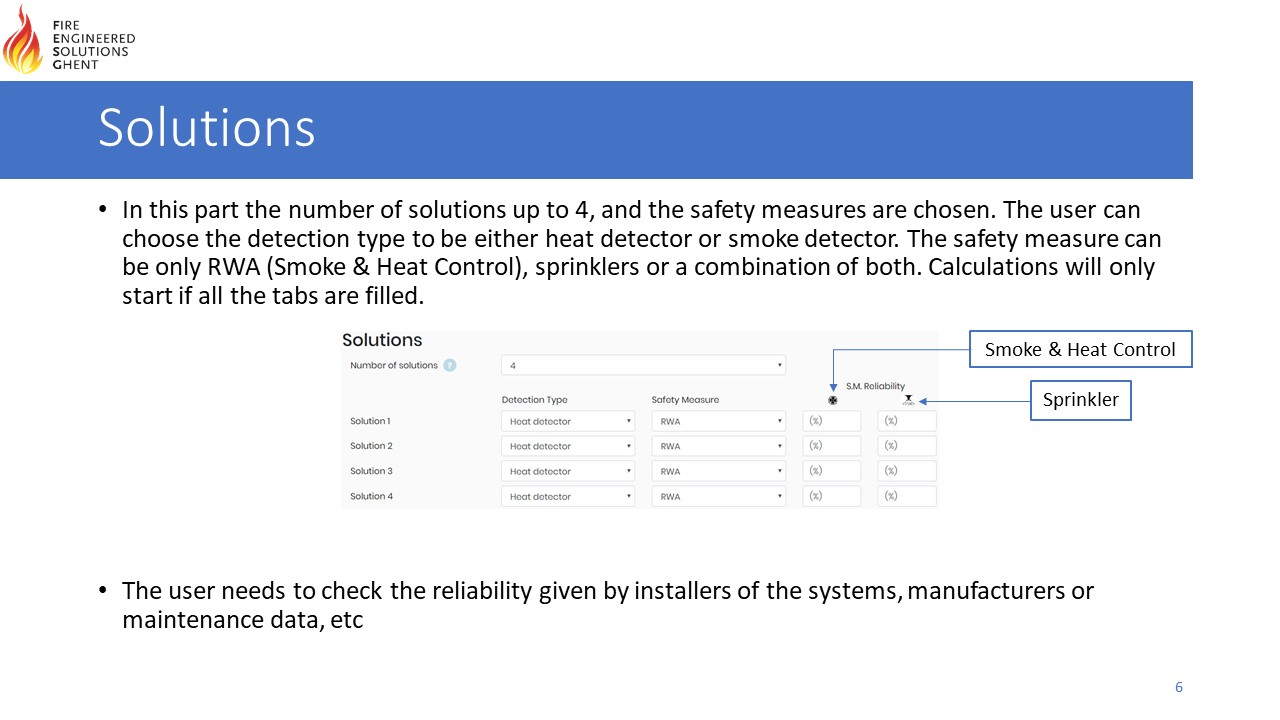 FIRE
ENGINEERED
SOLUTIONS
GHENT
Solutions
• In this part the number of solutions up to 4, and the safety measures are chosen. The user can
choose the detection type to be either heat detector or smoke detector. The safety measure can
be only RWA (Smoke & Heat Control), sprinklers or a combination of both. Calculations will only
start if all the tabs are filled.
Solutions
Number of solutions ? 4
Smoke & Heat Control
S.M. Reliability
Detection Type Safety Measure
Sprinkler
Solution 1 Heat detector RWA (%) (%)
Solution 2 Heat detector RWA (%) (%)
Solution 3 Heat detector RWA (%) (%)
Solution 4 Heat detector RWA (%) (%)
• The user needs to check the reliability given by installers of the systems, manufacturers or
maintenance data, etc
6